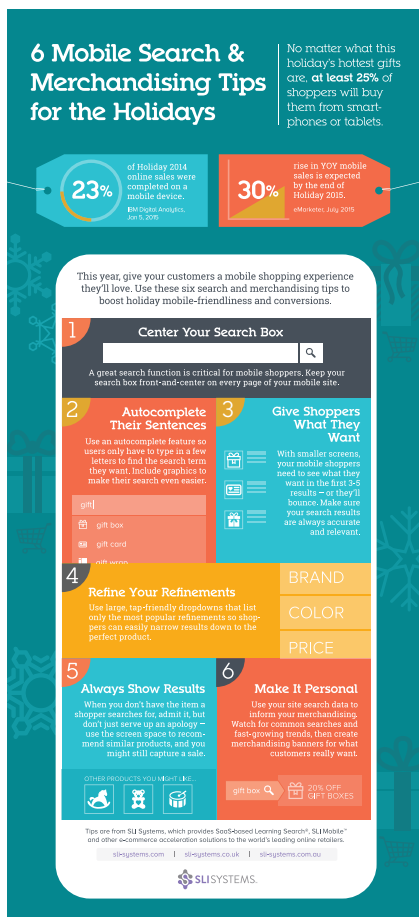 6 Mobile Search &
Merchandising Tips
for the Holidays
No matter what this
holiday's hottest gifts
are, at least 25% of
shoppers will buy
them from smart-
phones or tablets.
23%
of Holiday 2014
online sales were
completed on a
mobile device.
IBM Digital Analytics,
Jan 5, 2015
30%
rise in YOY mobile
sales is expected
by the end of
Holiday 2015.
eMarketer, July 2015
This year, give your customers a mobile shopping experience
they'll love. Use these six search and merchandising tips to
boost holiday mobile-friendliness and conversions.
1
Center Your Search Box
A great search function is critical for mobile shoppers, Keep your
search box front-and-center on every page of your mobile site.
2
Autocomplete
Their Sentences
Use an autocomplete feature so
users only have to type in a few
letters to find the search term
they want. Include graphics to
make their search even easier.
gift
gift box
gift card
gift wrap
3
Give Shoppers
What They
Want
With smaller screens,
your mobile shoppers
need to see what they
want in the first 3-5
results – or they'll
bounce. Make sure
your search results
are always accurate
and relevant.
4
Refine Your Refinements
Use large, tap-friendly dropdowns that list
only the most popular refinements so shop-
pers can easily narrow results down to the
perfect product.
BRAND
COLOR
PRICE
5
Always Show Results
When you don't have the item a
shopper searches for, admit it, but
don't just serve up an apology –
use the screen space to recom-
mend similar products, and you
might still capture a sale.
OTHER PRODUCTS YOU MIGHT LIKE...
6
Make It Personal
Use your site search data to
inform your merchandising.
Watch for common searches and
fast-growing trends, then create
merchandising banners for what
customers really want.
gift box
20% OFF
GIFT BOXES
Tips are from SLI Systems, which provides SaaS-based Learning Search®, SLI Mobile™
and other e-commerce acceleration solutions to the world's leading online retailers.
sli-systems.com | sli-systems.co.uk | sli-systems.com.au
SLISYSTEMS.